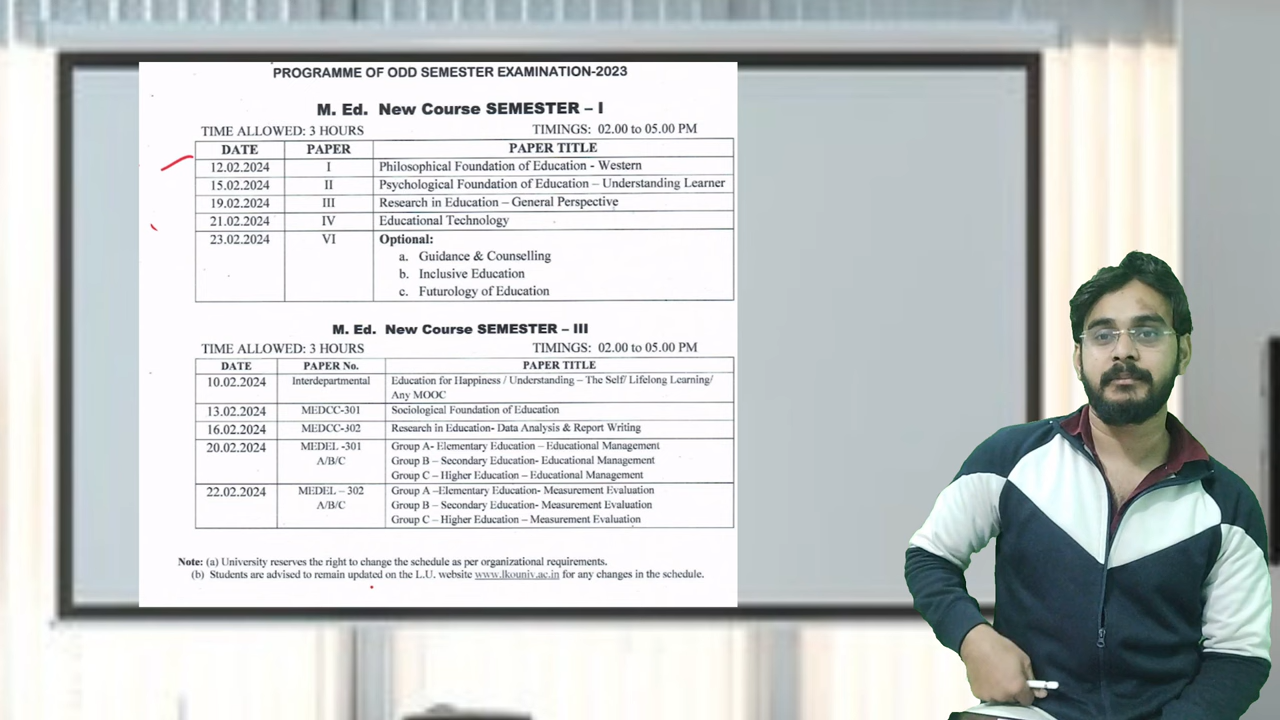 PROGRAMME OF ODD SEMESTER EXAMINATION-2023
M. Ed. New Course SEMESTER – I
TIME ALLOWED: 3 HOURS TIMINGS: 02.00 to 05.00 PM
DATE PAPER PAPER TITLE
12.02.2024 I Philosophical Foundation of Education - Western
15.02.2024 II Psychological Foundation of Education – Understanding Learner
19.02.2024 III Research in Education – General Perspective
21.02.2024 IV Educational Technology
23.02.2024 VI Optional:
a. Guidance & Counselling
b. Inclusive Education
c. Futurology of Education
M. Ed. New Course SEMESTER – III
TIME ALLOWED: 3 HOURS TIMINGS: 02.00 to 05.00 PM
DATE PAPER No. PAPER TITLE
10.02.2024 Interdepartmental Education for Happiness / Understanding – The Self/ Lifelong Learning/
Any MOOC
13.02.2024 MEDCC-301 Sociological Foundation of Education
16.02.2024 MEDCC-302 Research in Education- Data Analysis & Report Writing
20.02.2024 MEDEL -301 Group A- Elementary Education – Educational Management
A/B/C Group B – Secondary Education- Educational Management
Group C – Higher Education – Educational Management
22.02.2024 MEDEL – 302 Group A –Elementary Education- Measurement Evaluation
A/B/C Group B – Secondary Education- Measurement Evaluation
Group C – Higher Education – Measurement Evaluation
Note: (a) University reserves the right to change the schedule as per organizational requirements.
(b) Students are advised to remain updated on the L.U. website www.lkouniv.ac.in for any changes in the schedule.